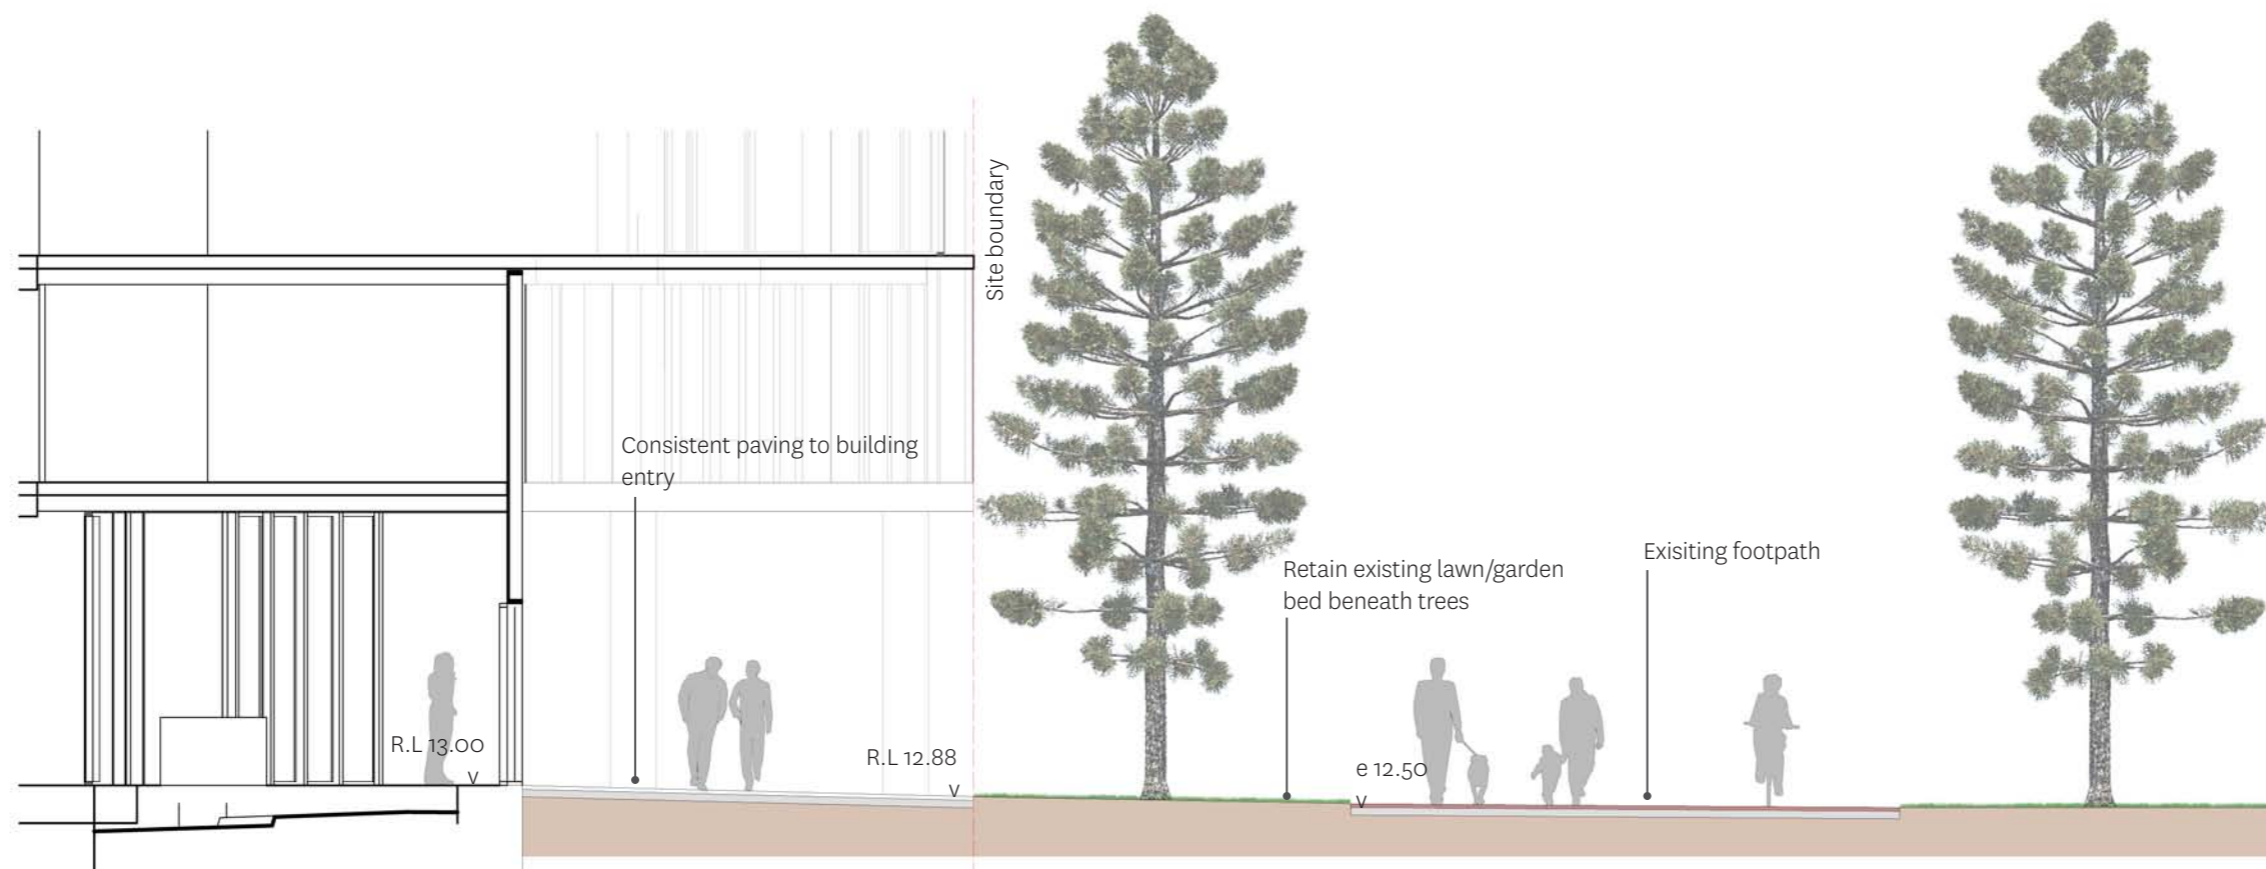 Site boundary
Consistent paving to building
entry
Retain existing lawn/garden
bed beneath trees
Exisiting footpath
R.L 13.00
v
R.L 12.88
v
e 12.50
v